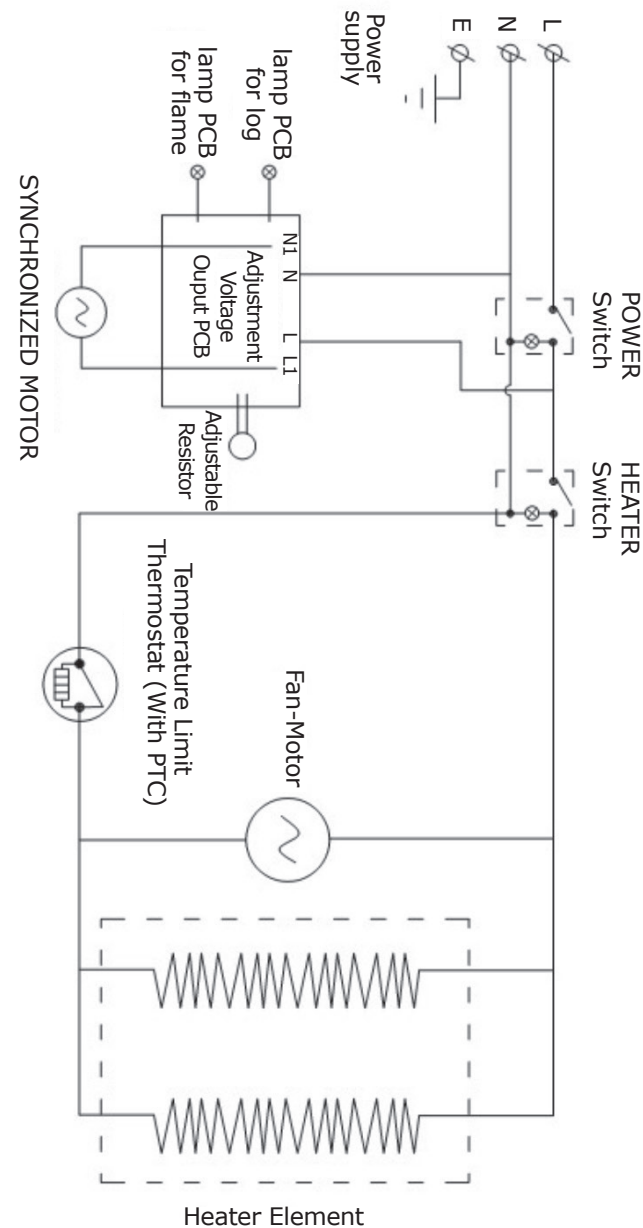 L
N
E
Power
supply
POWER
Switch
HEATER
Switch
lamp PCB
for log
lamp PCB
for flame
N1 N L L1
Adjustment
Voltage
Ouput PCB
Adjustable
Resistor
SYNCHRONIZED MOTOR
Fan-Motor
Temperature Limit
Thermostat (With PTC)
Heater Element